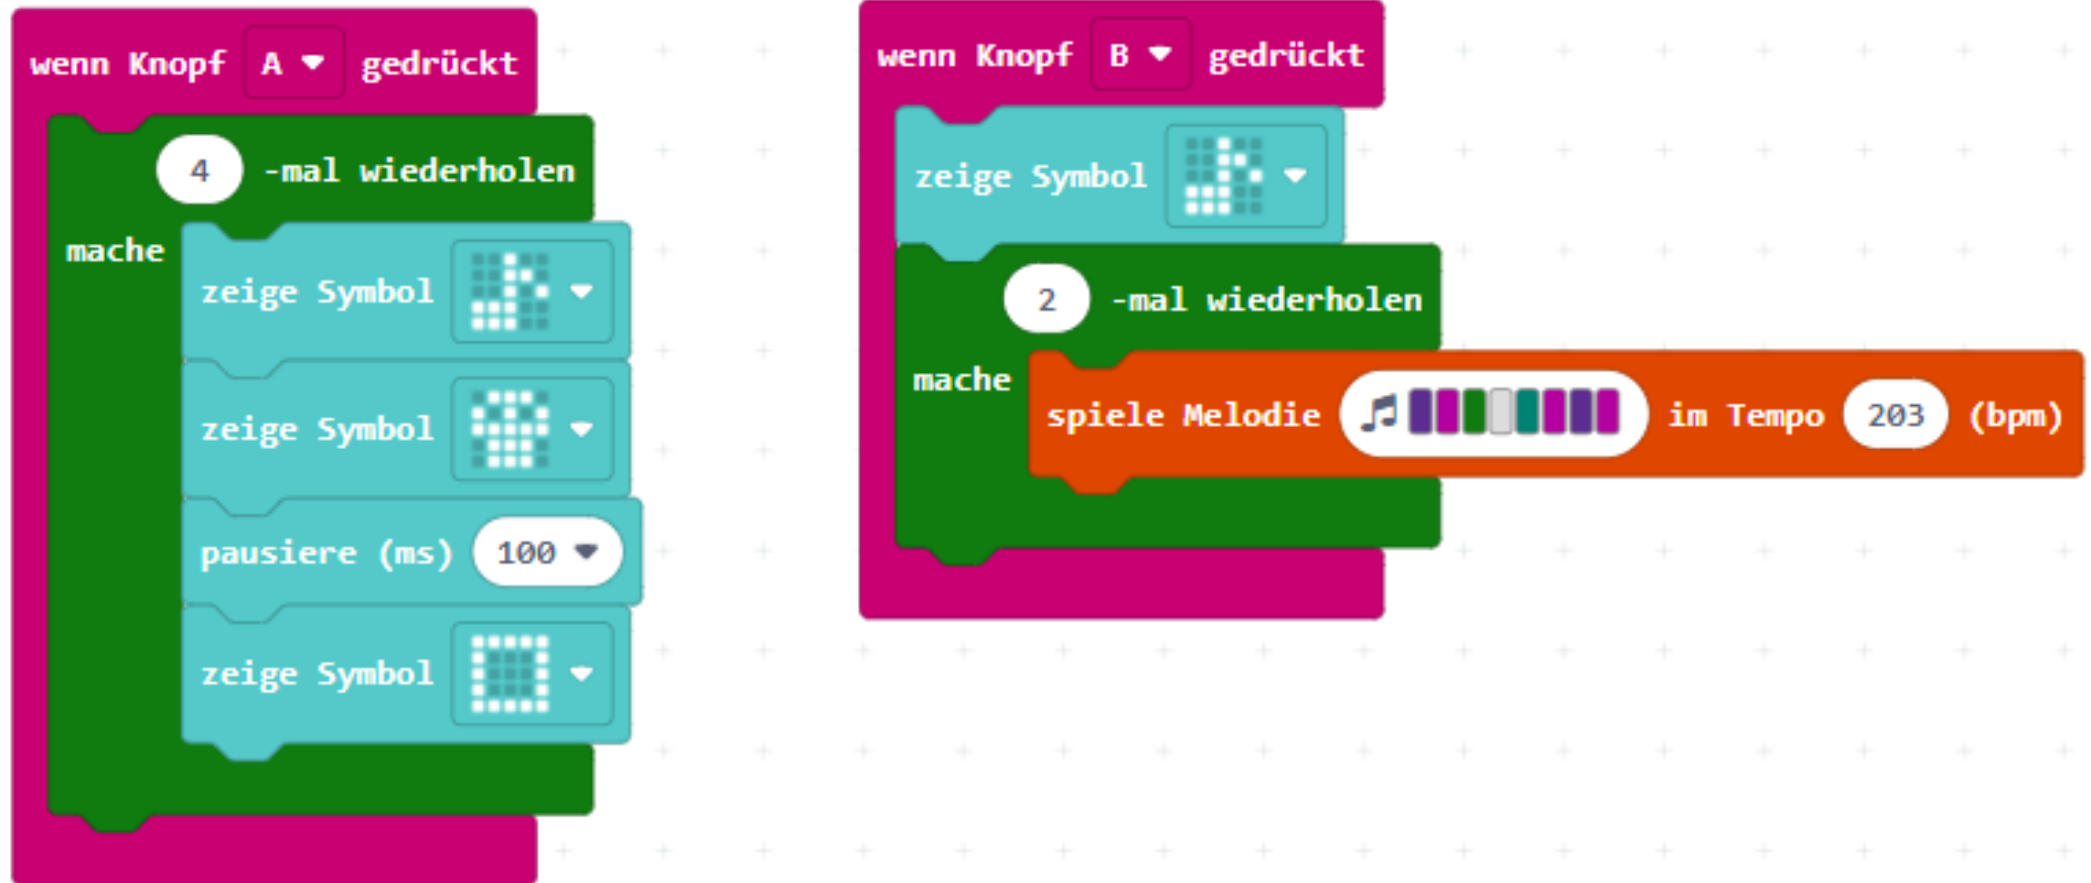 wenn Knopf A gedrückt
4 -mal wiederholen
mache
zeige Symbol
zeige Symbol
pausiere (ms) 100
zeige Symbol
wenn Knopf B gedrückt
zeige Symbol
2 -mal wiederholen
mache
spiele Melodie im Tempo 203 (bpm)